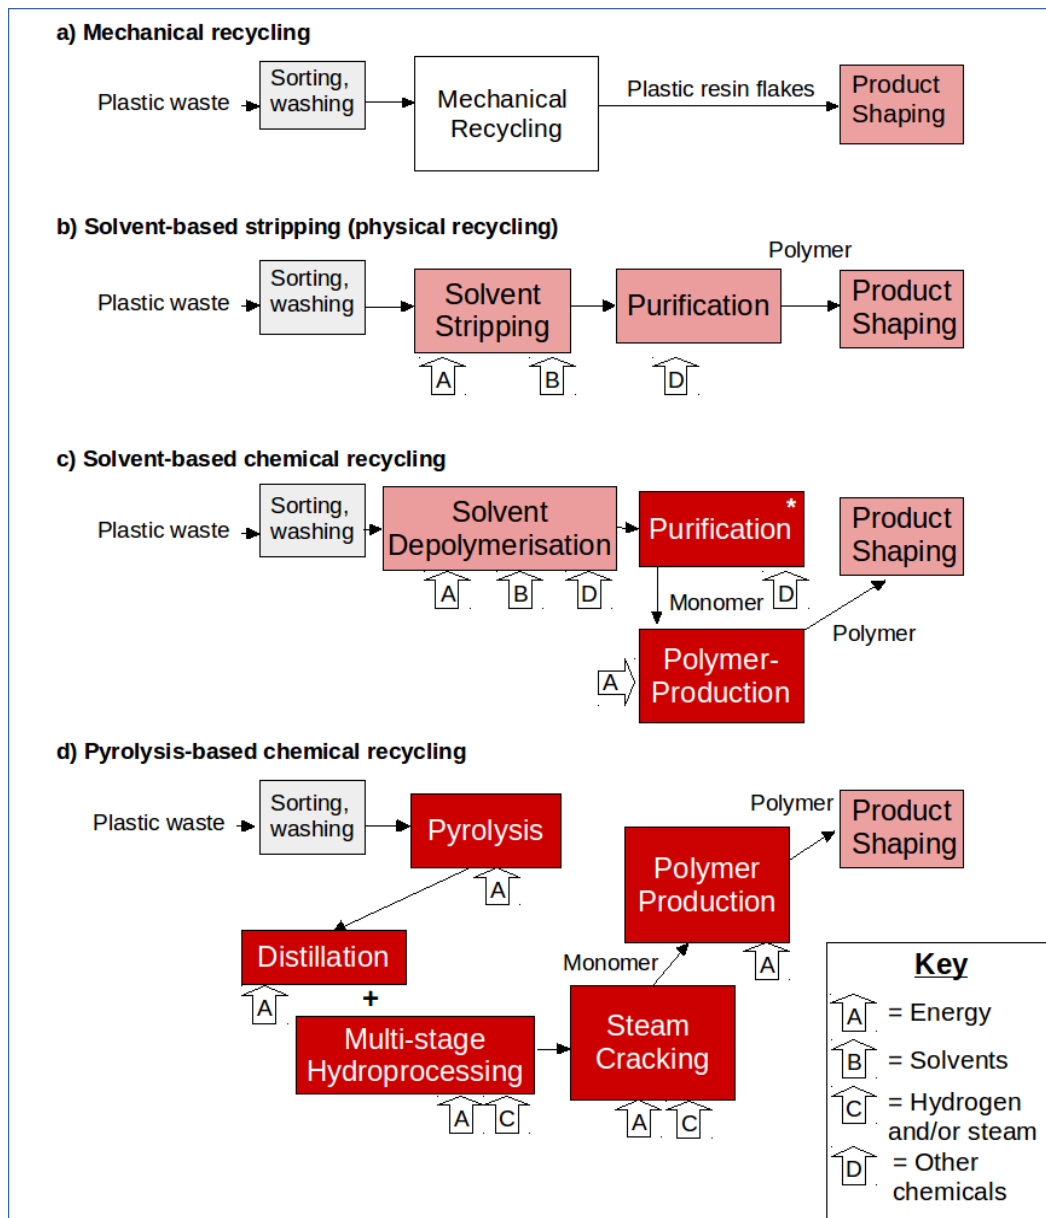 a) Mechanical recycling
Plastic waste
Sorting,
washing
Mechanical
Recycling
Plastic resin flakes
Product
Shaping
b) Solvent-based stripping (physical recycling)
Plastic waste
Sorting,
washing
Solvent
Stripping
Purification
Polymer
Product
Shaping
A
B
D
c) Solvent-based chemical recycling
Plastic waste
Sorting,
washing
Solvent
Depolymerisation
Purification
*
Product
Shaping
A
B
D
Monomer
D
Polymer
A
Polymer-
Production
d) Pyrolysis-based chemical recycling
Plastic waste
Sorting,
washing
Pyrolysis
A
Polymer
Product
Shaping
Polymer
Production
A
Distillation
A
+
Monomer
Multi-stage
Hydroprocessing
A
C
Steam
Cracking
A
C
Key
A = Energy
B = Solvents
C = Hydrogen
and/or steam
D = Other
chemicals